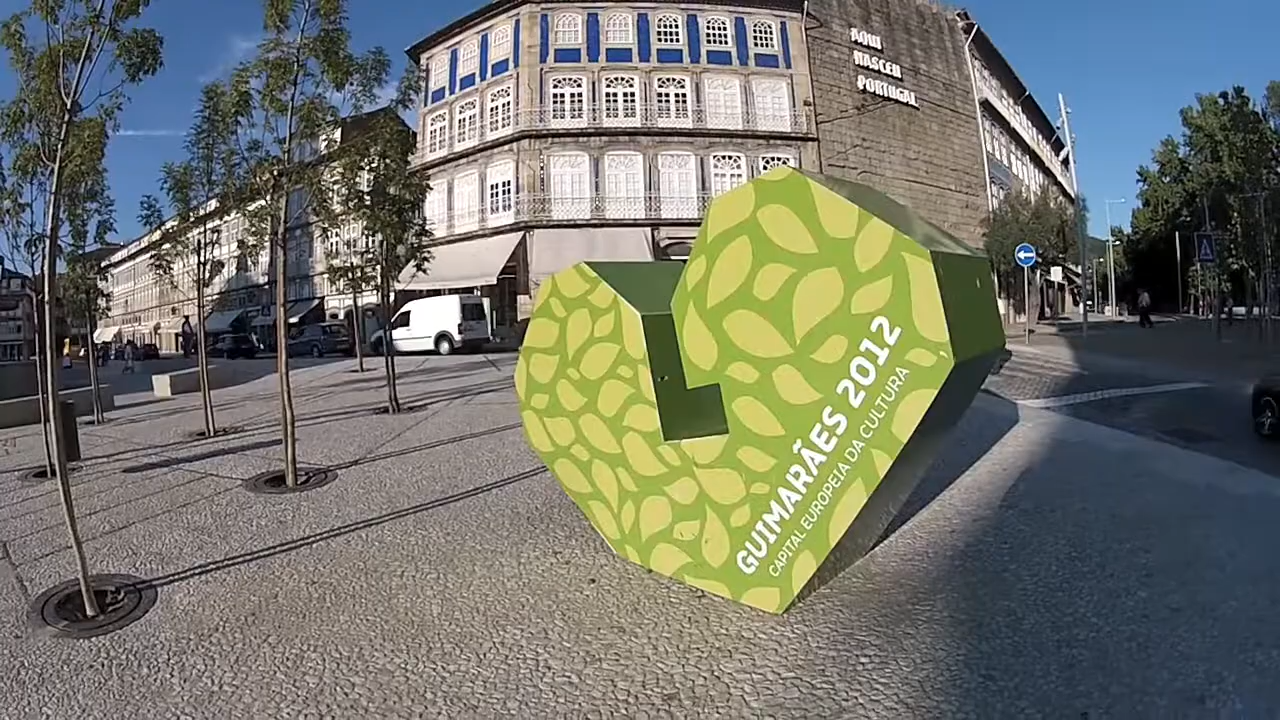 AQUI
NASCEU
PORTUGAL
GUIMARÃES 2012
CAPITAL EUROPEIA DA CULTURA